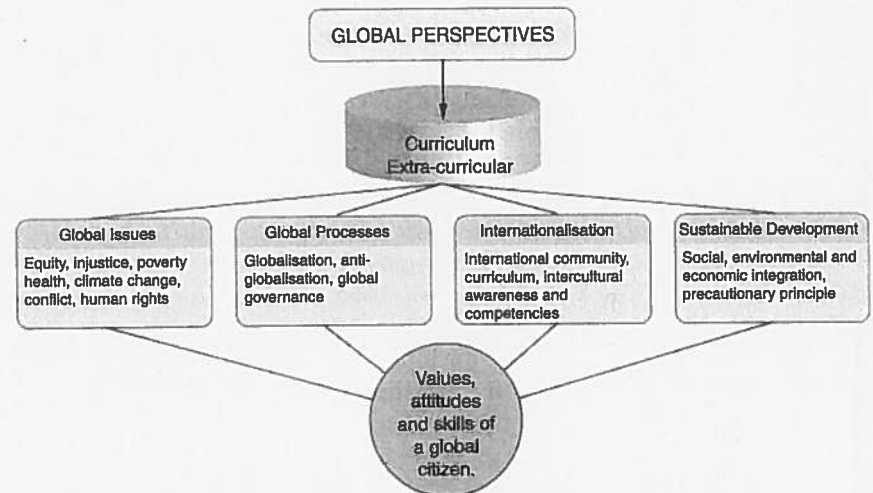 GLOBAL PERSPECTIVES
Curriculum
Extra-curricular
Global Issues
Equity, injustice, poverty
health, climate change,
conflict, human rights
Global Processes
Globalisation, anti-
globalisation, global
governance
Internationalisation
International community,
curriculum, intercultural
awareness and
competencies
Sustainable Development
Social, environmental and
economic integration,
precautionary principle
Values,
attitudes
and skills of
a global
citizen.